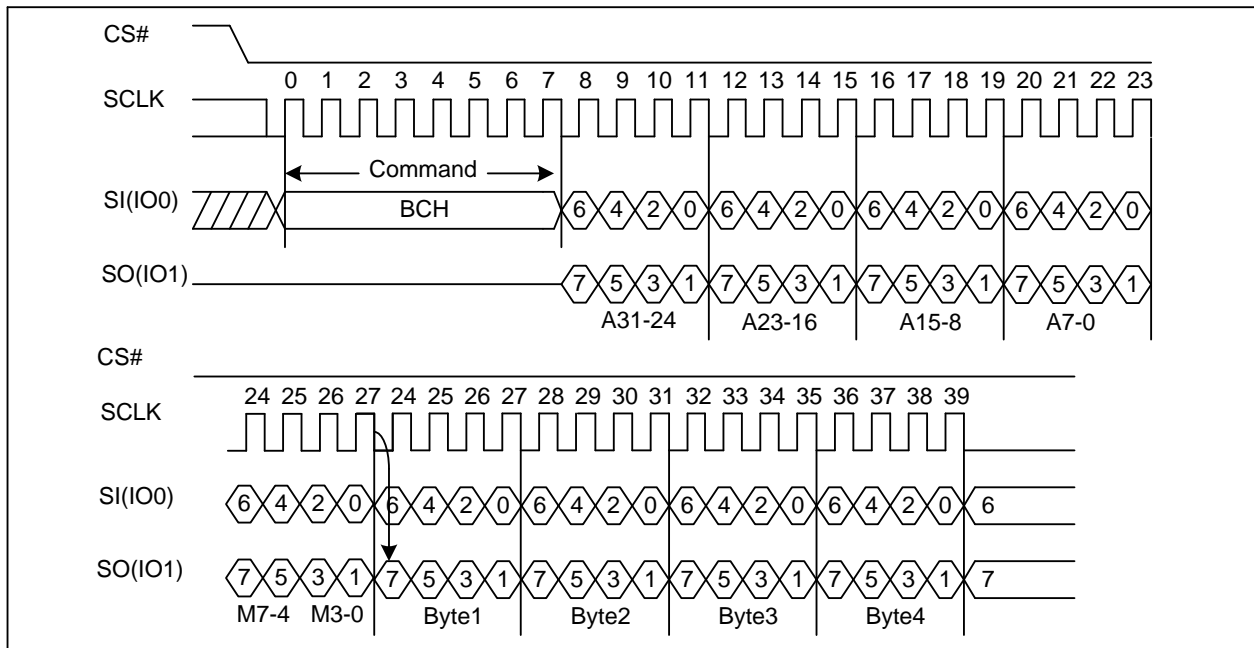 CS#
0 1 2 3 4 5 6 7 8 9 10 11 12 13 14 15 16 17 18 19 20 21 22 23
SCLK
Command
SI(IO0)
BCH 6 4 2 0 6 4 2 0 6 4 2 0 6 4 2 0
SO(IO1)
7 5 3 1 7 5 3 1 7 5 3 1 7 5 3 1
A31-24 A23-16 A15-8 A7-0
CS#
24 25 26 27 24 25 26 27 28 29 30 31 32 33 34 35 36 37 38 39
SCLK
SI(IO0)
6 4 2 0 6 4 2 0 6 4 2 0 6 4 2 0 6 4 2 0 6
SO(IO1)
7 5 3 1 7 5 3 1 7 5 3 1 7 5 3 1 7 5 3 1 7
M7-4 M3-0 Byte1 Byte2 Byte3 Byte4